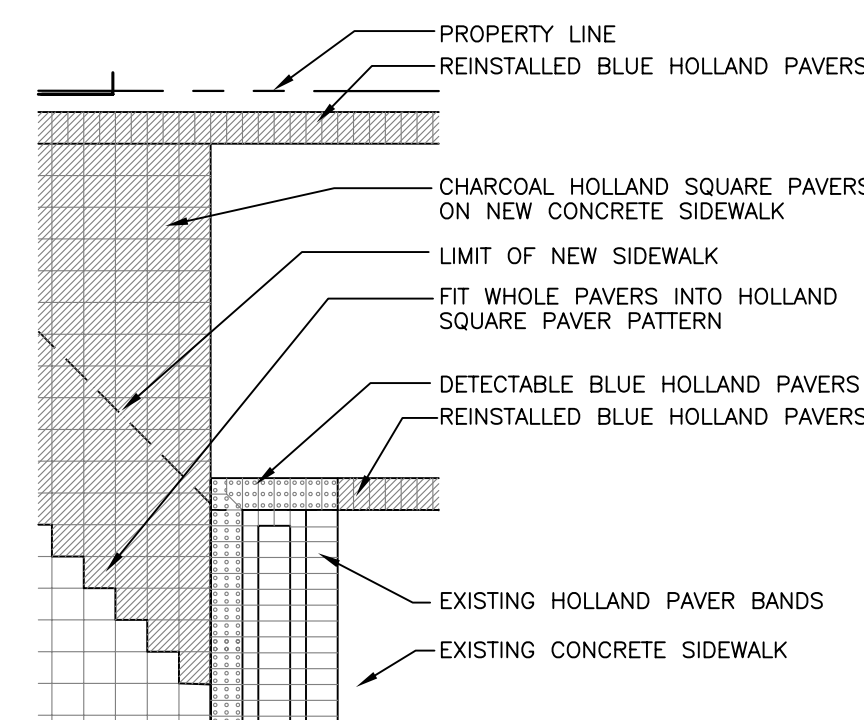 PROPERTY LINE
REINSTALLED BLUE HOLLAND PAVERS
CHARCOAL HOLLAND SQUARE PAVERS
ON NEW CONCRETE SIDEWALK
LIMIT OF NEW SIDEWALK
FIT WHOLE PAVERS INTO HOLLAND
SQUARE PAVER PATTERN
DETECTABLE BLUE HOLLAND PAVERS
REINSTALLED BLUE HOLLAND PAVERS
EXISTING HOLLAND PAVER BANDS
EXISTING CONCRETE SIDEWALK